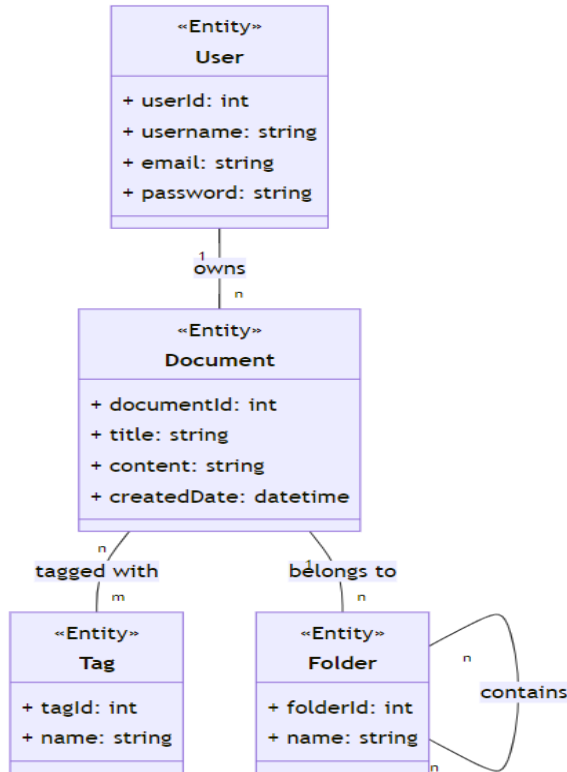 «Entity»
User
+ userId: int
+ username: string
+ email: string
+ password: string
1
owns
n
«Entity»
Document
+ documentId: int
+ title: string
+ content: string
+ createdDate: datetime
n
tagged with
m
1
belongs to
n
«Entity»
Tag
+ tagId: int
+ name: string
«Entity»
Folder
+ folderId: int
+ name: string
n
contains
n